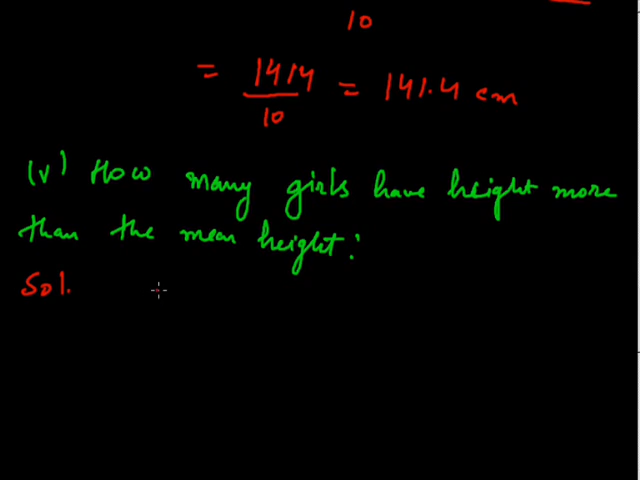 10
= 1414 = 141.4 cm
10
(v) How many girls have height more
than the mean height:
Sol.